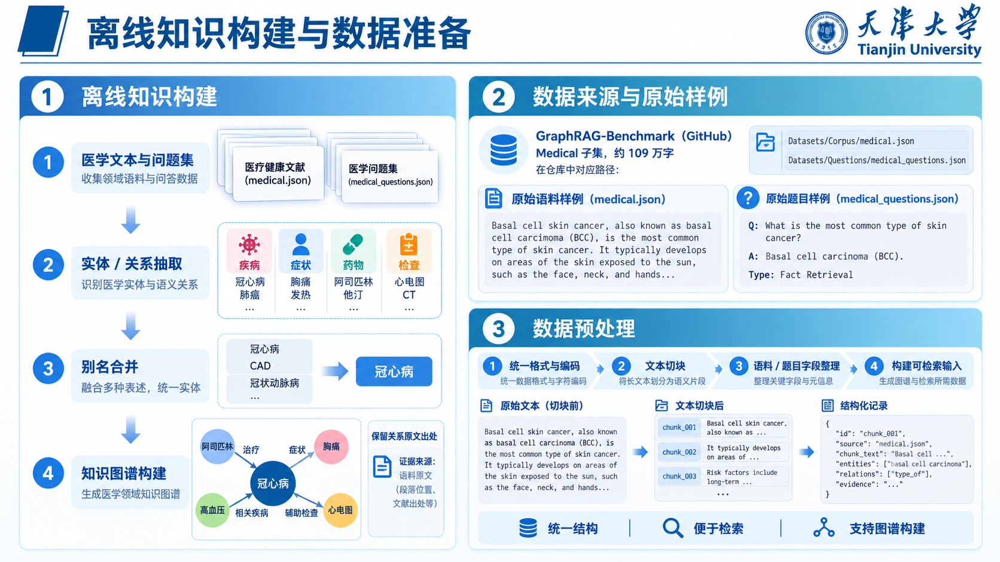 离线知识构建与数据准备
天津大学
Tianjin University
1 离线知识构建
1 医学文本与问题集
收集领域语料与问答数据
医疗健康文献
(medical.json)
医学问题集
(medical_questions.json)
2 实体 / 关系抽取
识别医学实体与语义关系
疾病 症状 药物 检查
冠心病 胸痛 阿司匹林 心电图
肺癌 发热 他汀 CT
... ... ... ...
3 别名合并
融合多种表述，统一实体
冠心病
CAD
冠状动脉病
...
冠心病
4 知识图谱构建
生成医学领域知识图谱
阿司匹林 治疗 症状 胸痛
冠心病
高血压 相关疾病 辅助检查 心电图
保留关系原文出处
证据来源：
语料原文
（段落位置、
文献出处等）
2 数据来源与原始样例
GraphRAG-Benchmark（GitHub）
Medical 子集，约 109 万字
在仓库中对应路径：
Datasets/Corpus/medical.json
Datasets/Questions/medical_questions.json
原始语料样例（medical.json）
Basal cell skin cancer, also known as basal
cell carcimoma (BCC), is the most common
type of skin cancer. It typically develops
on areas of the skin exposed to the sun,
such as the face, neck, and hands...
? 原始题目样例（medical_questions.json）
Q: What is the most common type of skin
cancer?
A: Basal cell carcinoma (BCC).
Type: Fact Retrieval
3 数据预处理
1 统一格式与编码
统一数据格式与字符编码
2 文本切块
将长文本划分为语义片段
3 语料 / 题目字段整理
整理关键字段与元信息
4 构建可检索输入
生成图谱与检索所需数据
原始文本（切块前）
Basal cell skin cancer, also known
as basal cell carcinoma (BCC), is
the most common type of skin cancer.
It typically develops on areas of
the skin exposed to the sun, such
as the face, neck, and hands...
文本切块后
chunk_001 Basal cell skin cancer,
also known as ...
chunk_002 It typically develops
on areas of ...
chunk_003 Risk factors include
long-term ...
...
结构化记录
{
"id": "chunk_001",
"source": "medical.json",
"chunk_text": "Basal cell ...",
"entities": ["basal cell carcinoma"],
"relations": ["type_of"],
"evidence": "..."
}
统一结构
便于检索
支持图谱构建